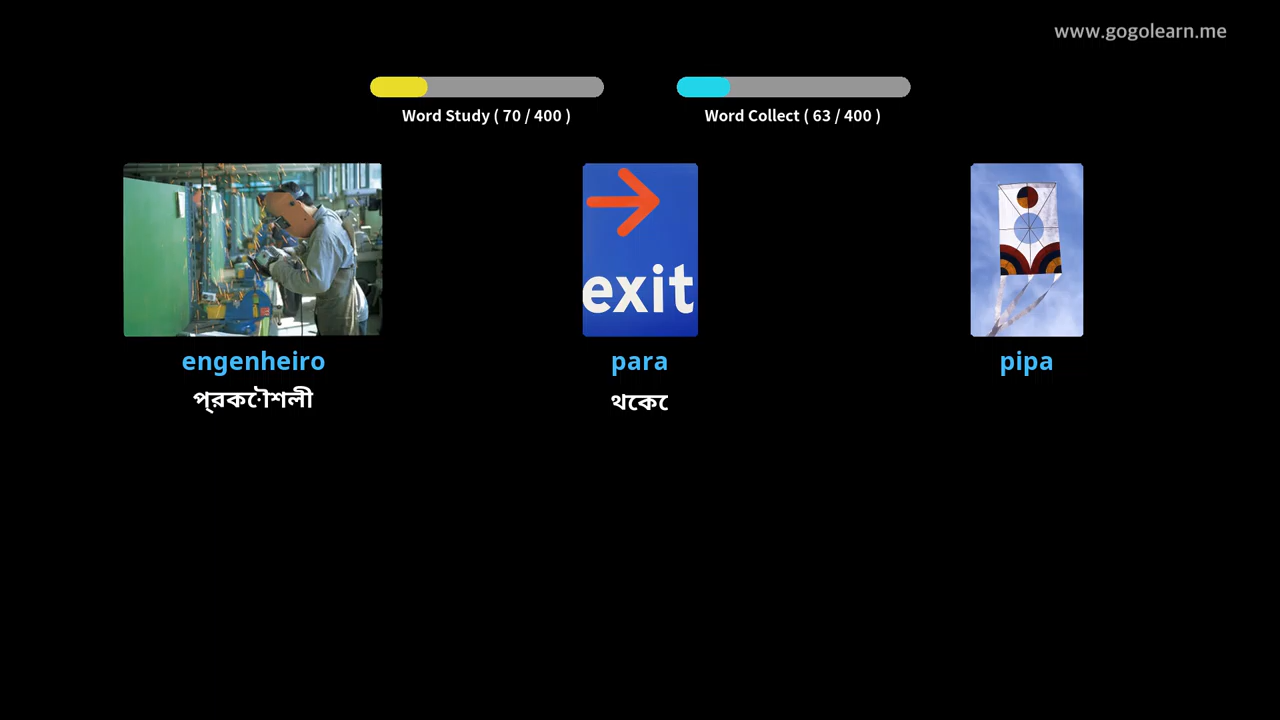 www.gogolearn.me
Word Study ( 70 / 400 )
Word Collect ( 63 / 400 )
exit
engenheiro
para
pipa
প্রকৌশলী
থেকে